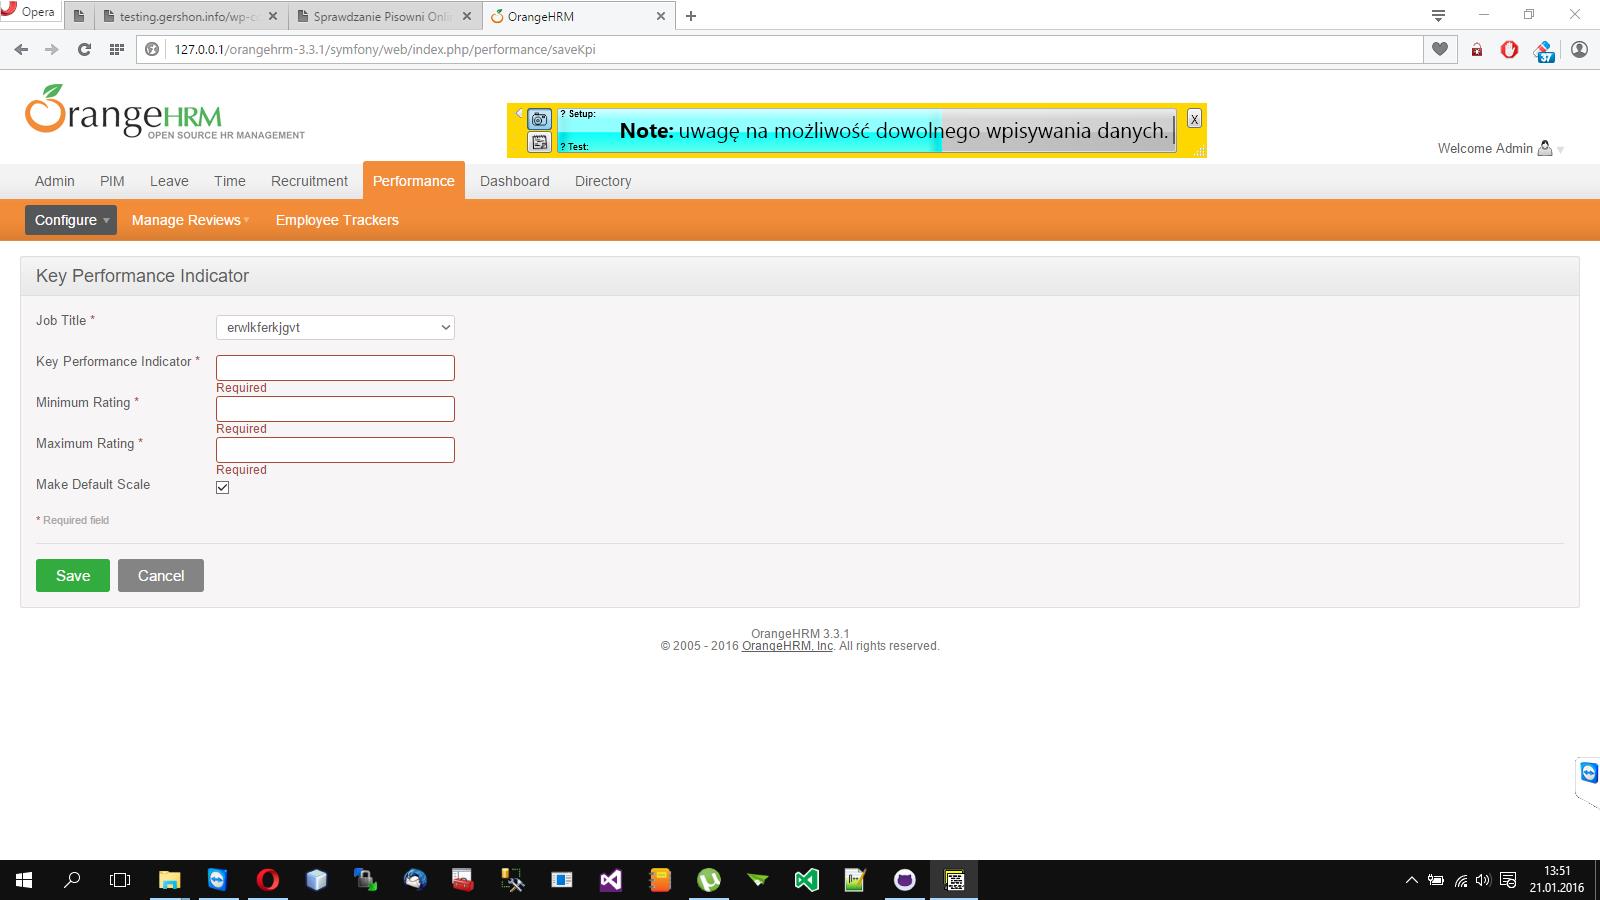 Opera
testing.gershon.info/wp-co
Sprawdzanie Pisowni Onli
OrangeHRM
127.0.0.1/orangehrm-3.3.1/symfony/web/index.php/performance/saveKpi
37
OrangeHRM
OPEN SOURCE HR MANAGEMENT
? Setup:
Note: uwagę na możliwość dowolnego wpisywania danych.
? Test:
X
Welcome Admin
Admin PIM Leave Time Recruitment Performance Dashboard Directory
Configure Manage Reviews Employee Trackers
Key Performance Indicator
Job Title *
erwlkferkjgvt
Key Performance Indicator *
Required
Minimum Rating *
Required
Maximum Rating *
Required
Make Default Scale
* Required field
Save Cancel
OrangeHRM 3.3.1
© 2005 - 2016 OrangeHRM, Inc. All rights reserved.
13:51
21.01.2016